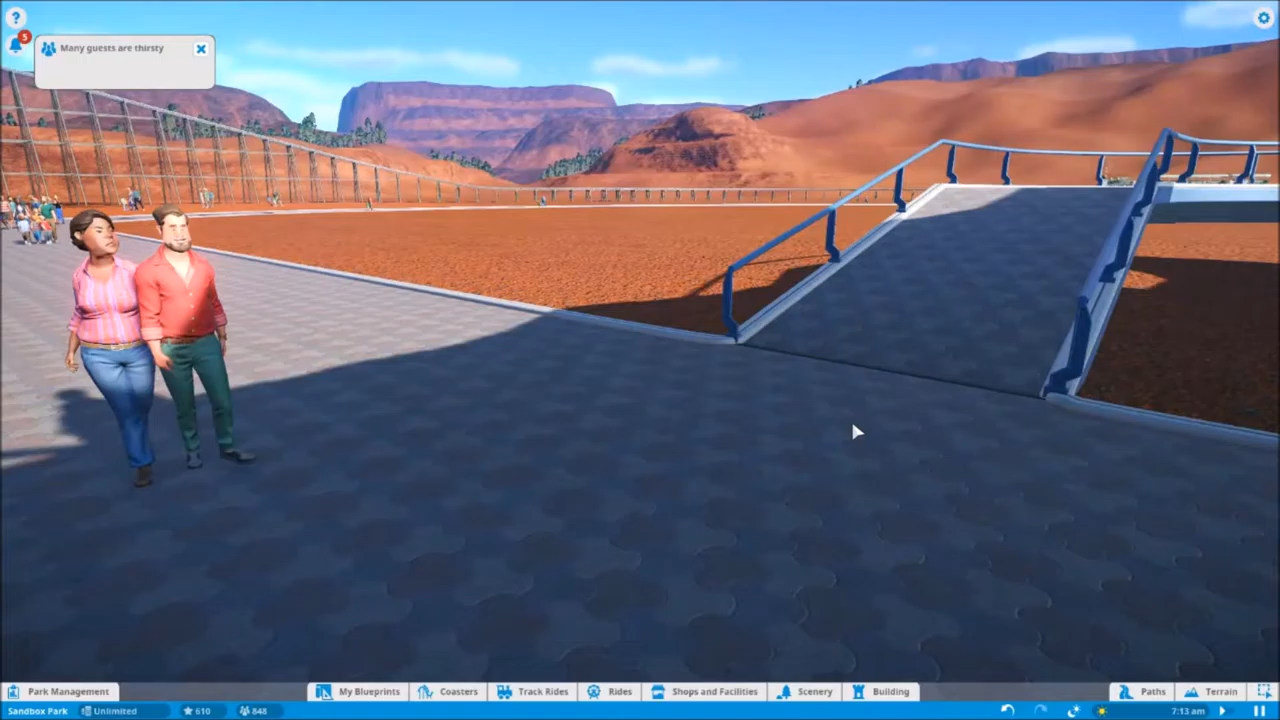 ?
5
Many guests are thirsty
Park Management
My Blueprints
Coasters
Track Rides
Rides
Shops and Facilities
Scenery
Building
Paths
Terrain
Sandbox Park
Unlimited
610
848
7:13 am